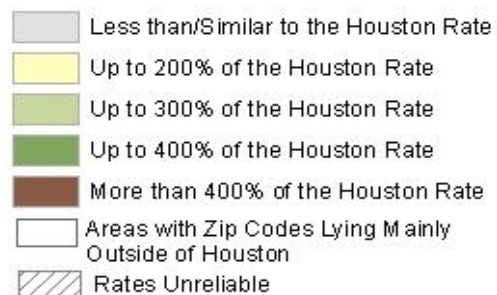 Less than/Similar to the Houston Rate
Up to 200% of the Houston Rate
Up to 300% of the Houston Rate
Up to 400% of the Houston Rate
More than 400% of the Houston Rate
Areas with Zip Codes Lying Mainly
Outside of Houston
Rates Unreliable